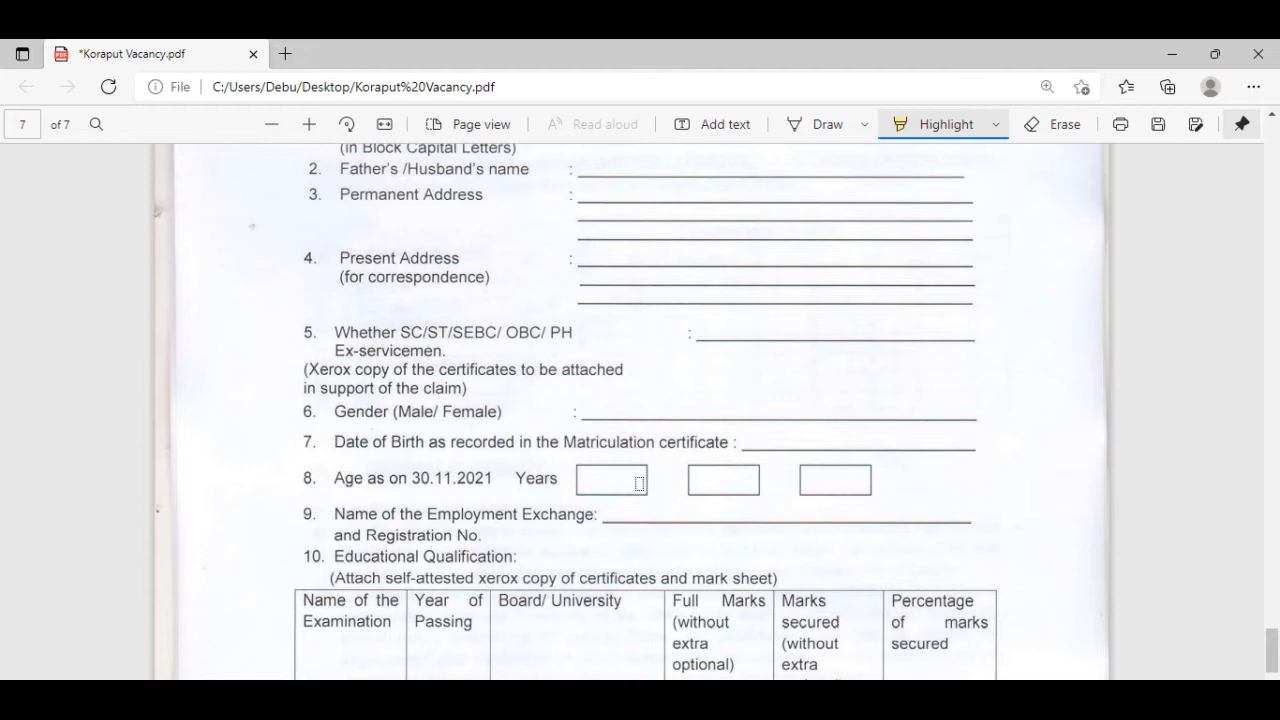 *Koraput Vacancy.pdf
File C:/Users/Debu/Desktop/Koraput%20Vacancy.pdf
7 of 7 Page view Read aloud Add text Draw Highlight Erase
(in Block Capital Letters)
2. Father's /Husband's name :
3. Permanent Address :
4. Present Address :
(for correspondence)
5. Whether SC/ST/SEBC/ OBC/ PH :
Ex-servicemen.
(Xerox copy of the certificates to be attached
in support of the claim)
6. Gender (Male/ Female) :
7. Date of Birth as recorded in the Matriculation certificate :
8. Age as on 30.11.2021 Years
9. Name of the Employment Exchange:
and Registration No.
10. Educational Qualification:
(Attach self-attested xerox copy of certificates and mark sheet)
Name of the Year of Board/ University Full Marks Marks Percentage
Examination Passing (without secured of marks
extra (without secured
optional) extra